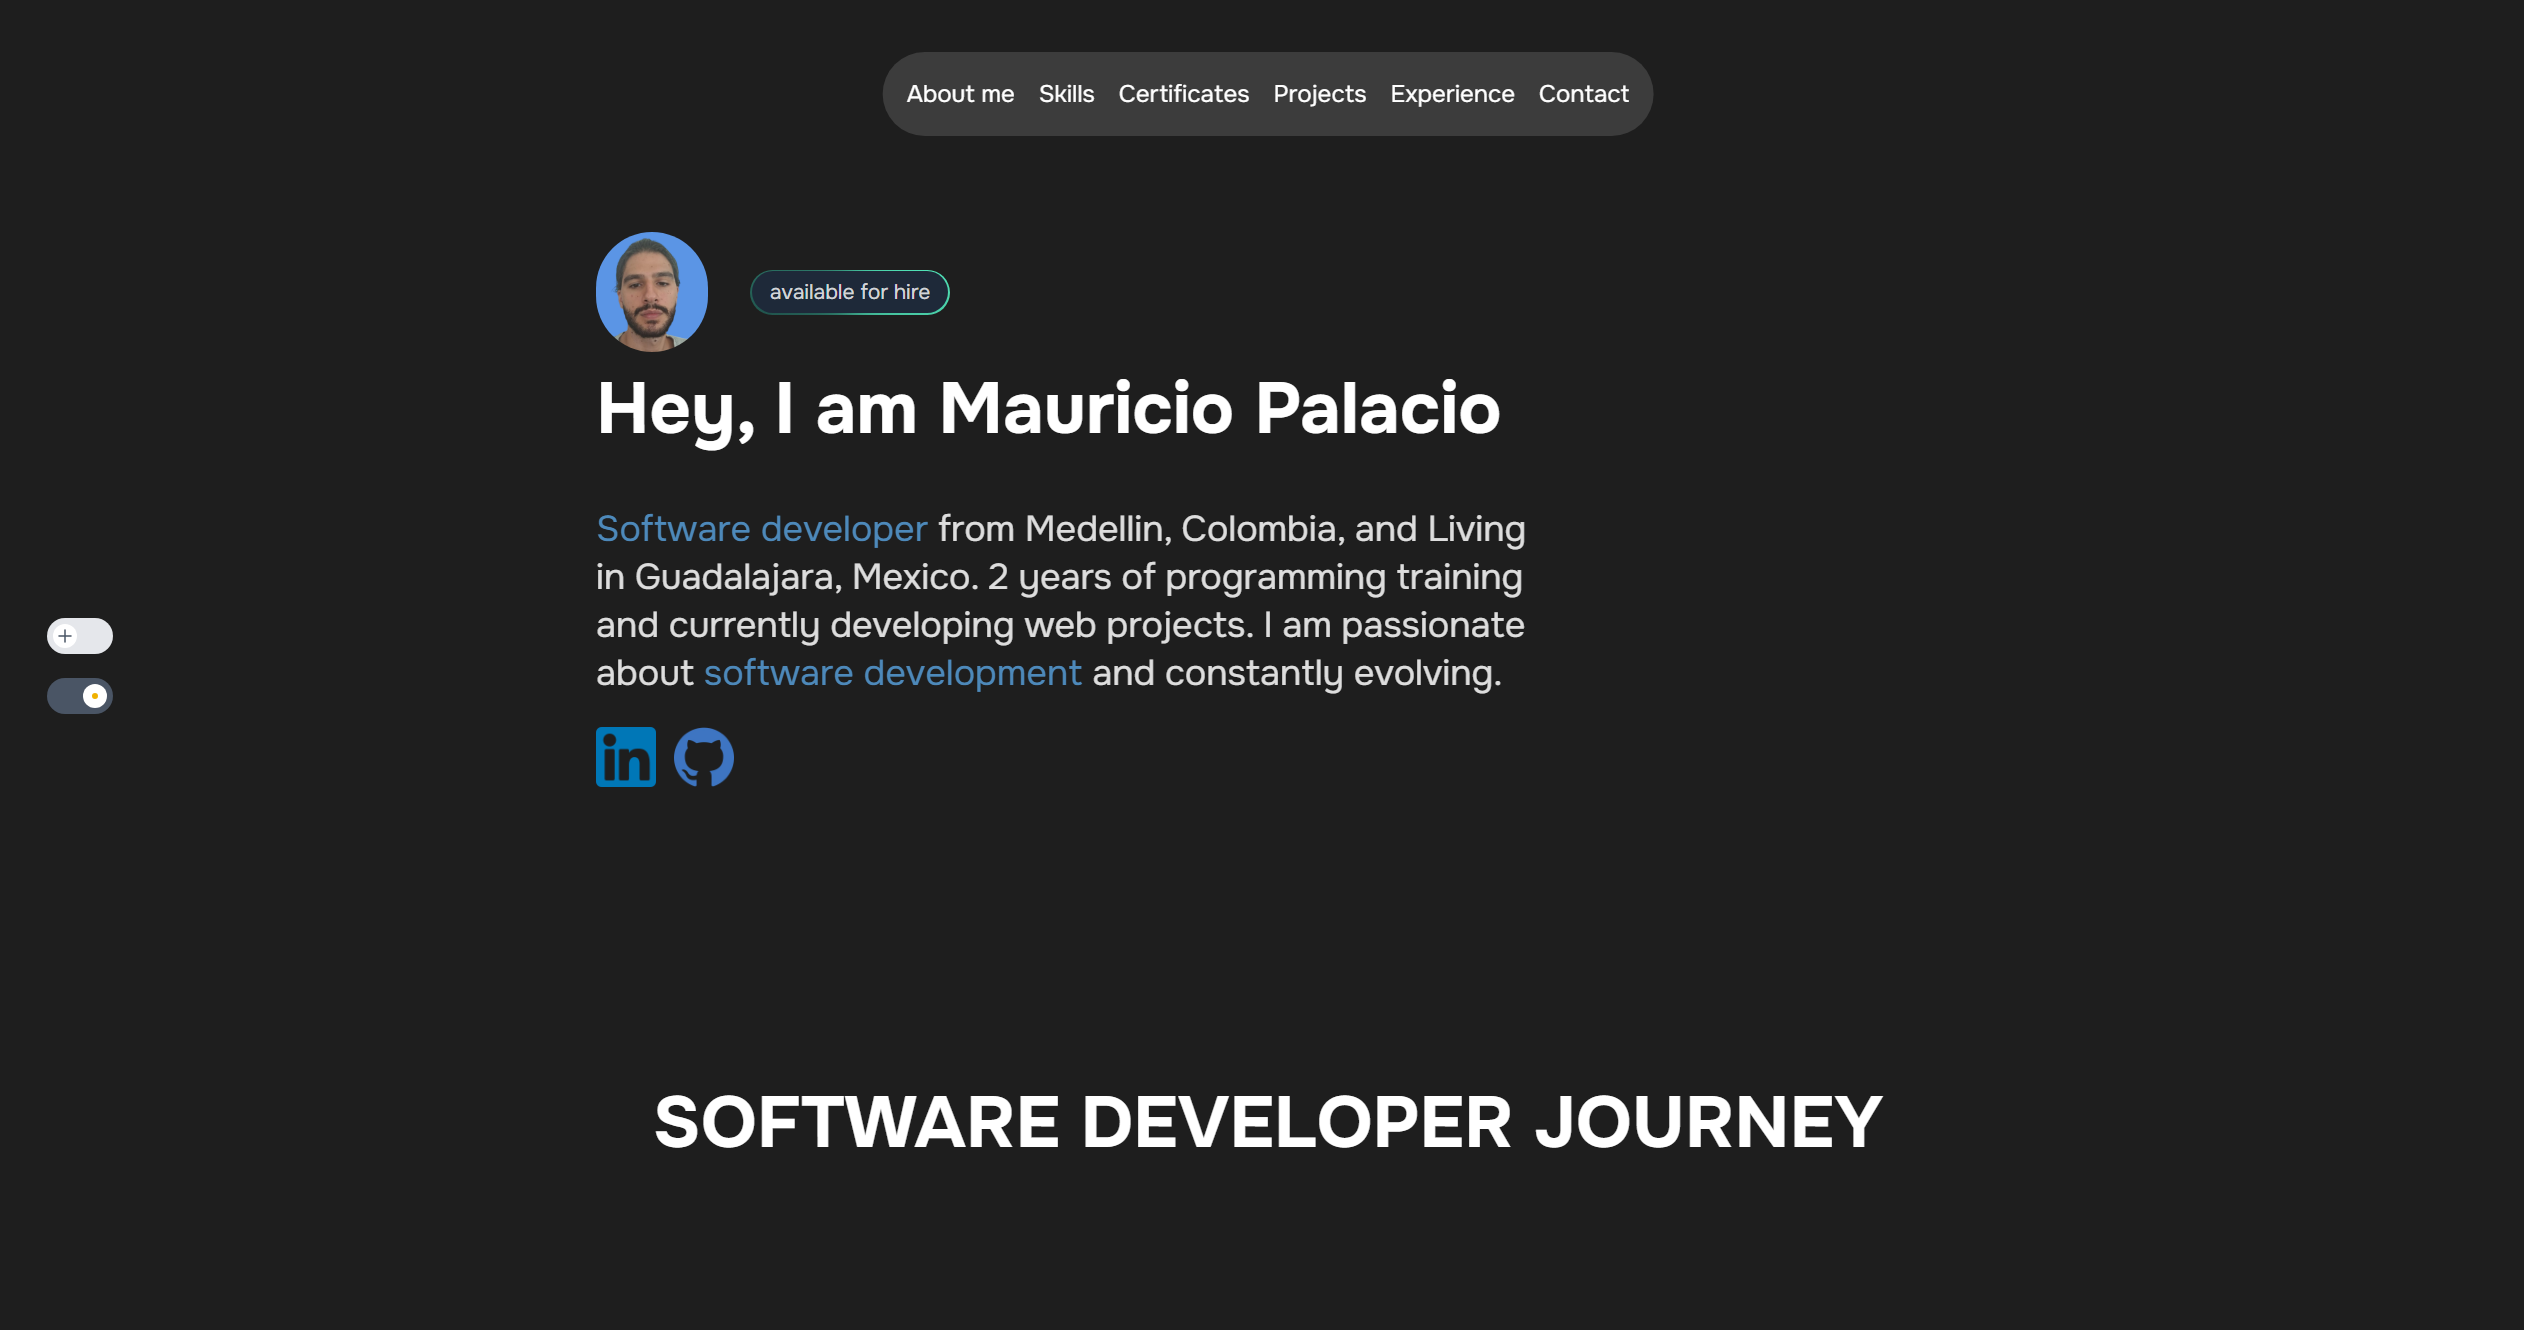 About me Skills Certificates Projects Experience Contact
available for hire
Hey, I am Mauricio Palacio
Software developer from Medellin, Colombia, and Living
in Guadalajara, Mexico. 2 years of programming training
and currently developing web projects. I am passionate
about software development and constantly evolving.
in
SOFTWARE DEVELOPER JOURNEY